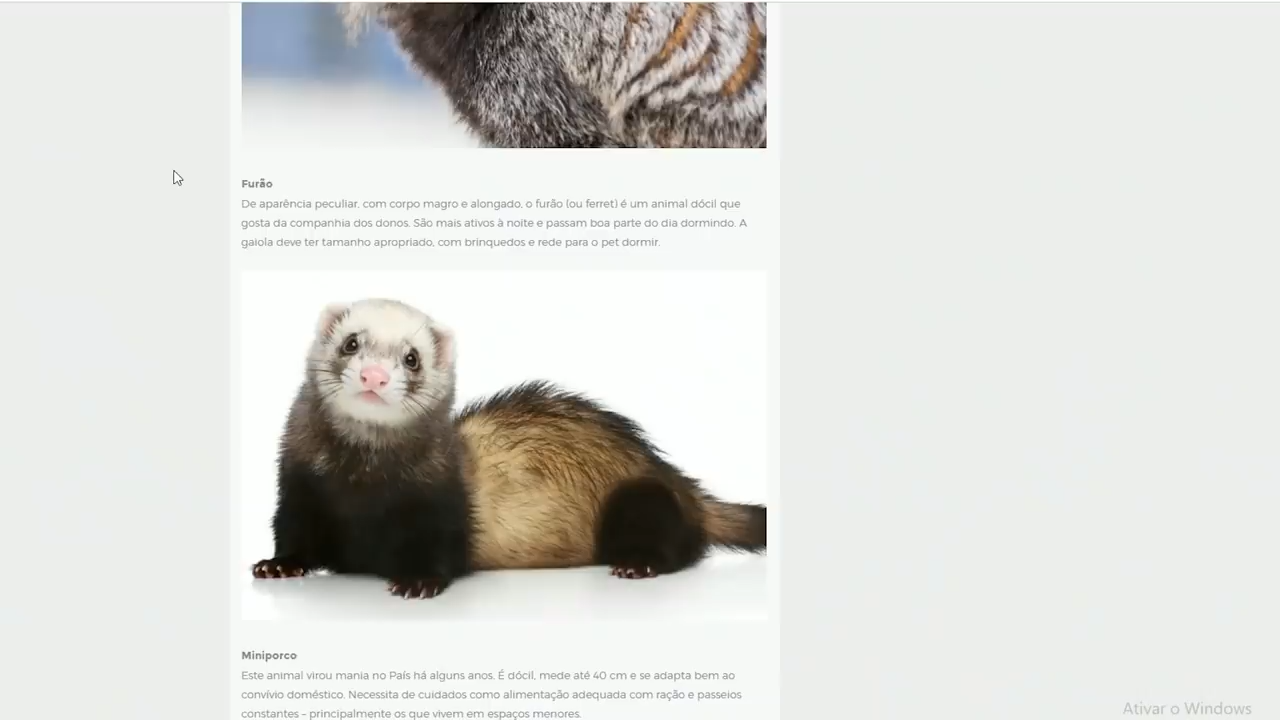 Furão
De aparência peculiar, com corpo magro e alongado, o furão (ou ferret) é um animal dócil que
gosta da companhia dos donos. São mais ativos à noite e passam boa parte do dia dormindo. A
gaiola deve ter tamanho apropriado, com brinquedos e rede para o pet dormir.
Miniporco
Este animal virou mania no País há alguns anos. É dócil, mede até 40 cm e se adapta bem ao
convívio doméstico. Necessita de cuidados como alimentação adequada com ração e passeios
constantes – principalmente os que vivem em espaços menores.
Ativar o Windows